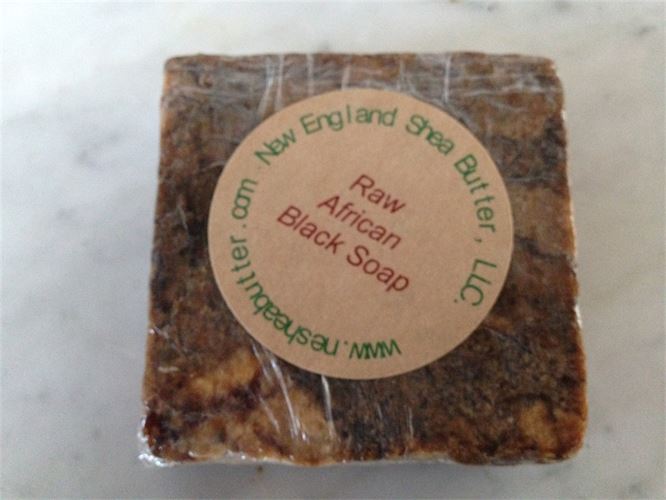 New England Shea Butter, LLC.
Raw
African
Black Soap
www.nesheabutter.com